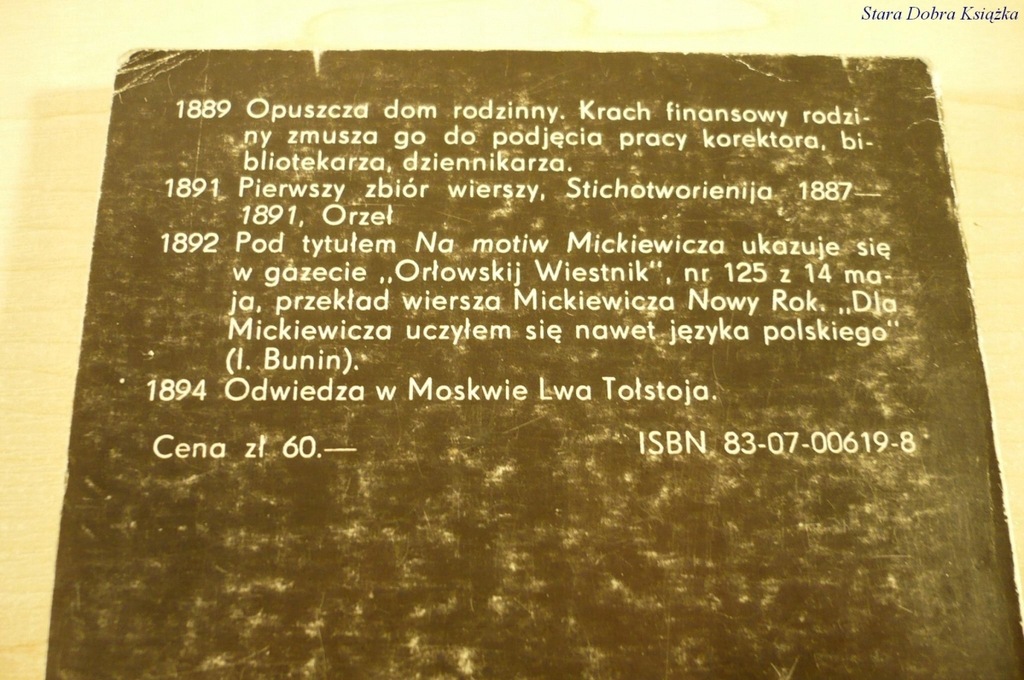 Stara Dobra Książka
1889 Opuszcza dom rodzinny. Krach finansowy rodzi-
ny zmusza go do podjęcia pracy korektora, bi-
bliotekarza, dziennikarza.
1891 Pierwszy zbiór wierszy, Stichotworienija 1887—
1891, Orzeł
1892 Pod tytułem Na motiw Mickiewicza ukazuje się
w gazecie „Orłowskij Wiestnik", nr 125 z 14 ma-
ja, przekład wiersza Mickiewicza Nowy Rok. „Dla
Mickiewicza uczyłem się nawet języka polskiego"
(I. Bunin).
1894 Odwiedza w Moskwie Lwa Tołstoja.
Cena zł 60.— ISBN 83-07-00619-8